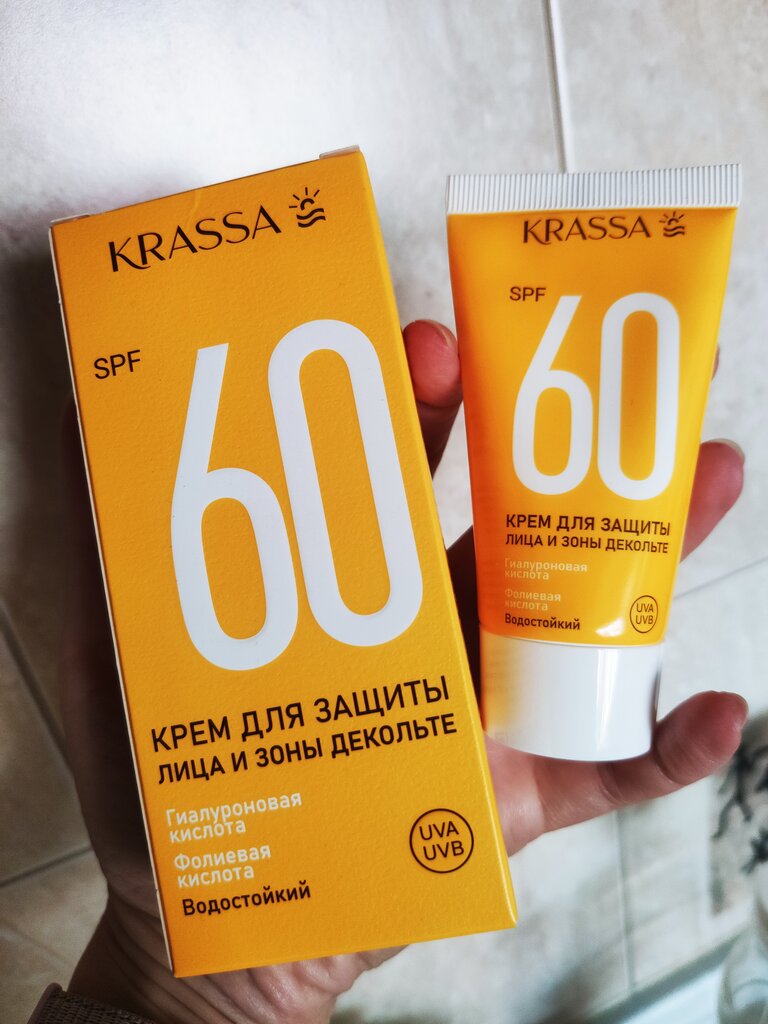 KRASSA
SPF
60
КРЕМ ДЛЯ ЗАЩИТЫ
ЛИЦА И ЗОНЫ ДЕКОЛЬТЕ
Гиалуроновая
кислота
Фолиевая
кислота
Водостойкий
UVA
UVB
KRASSA
SPF
60
КРЕМ ДЛЯ ЗАЩИТЫ
ЛИЦА И ЗОНЫ ДЕКОЛЬТЕ
Гиалуроновая
кислота
Фолиевая
кислота
Водостойкий
UVA
UVB